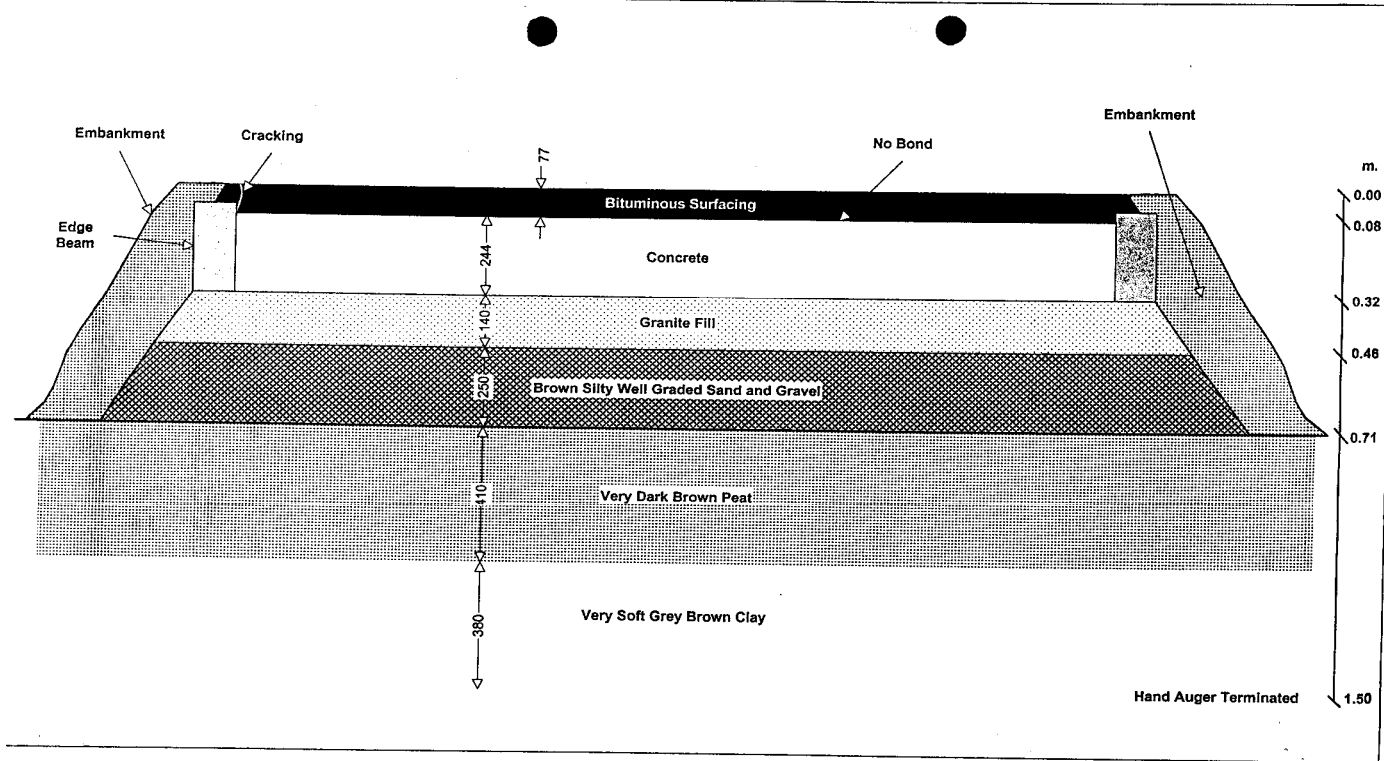 Embankment
Cracking
77
No Bond
Embankment
m.
0.00
Bituminous Surfacing
0.08
Edge
Beam
244
Concrete
0.32
140
Granite Fill
0.46
250
Brown Silty Well Graded Sand and Gravel
0.71
410
Very Dark Brown Peat
380
Very Soft Grey Brown Clay
Hand Auger Terminated
1.50